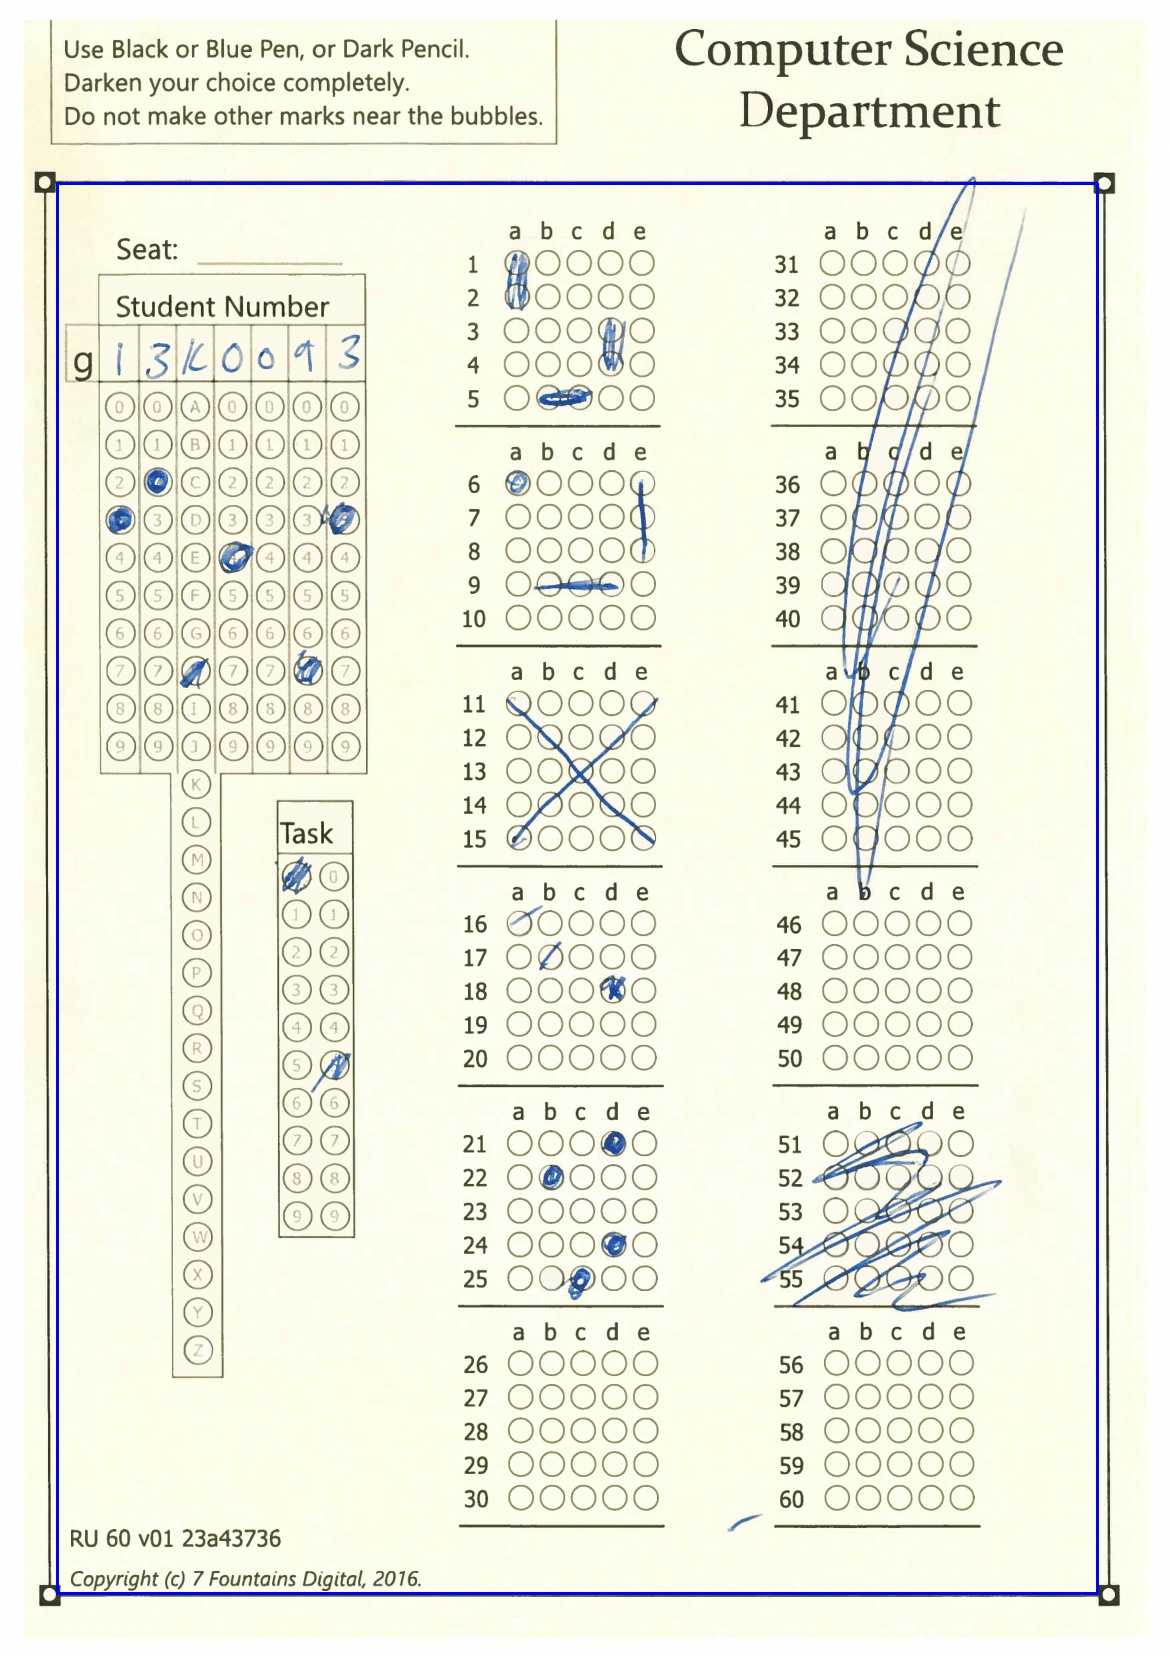 Use Black or Blue Pen, or Dark Pencil.
Darken your choice completely.
Do not make other marks near the bubbles.
Computer Science
Department
Seat:
Student Number
g 1 3 K 0 0 9 3
0 0 A 0 0 0 0
1 1 B 1 1 1 1
2 C 2 2 2 2
3 D 3 3 3
4 4 E 4 4 4
5 5 F 5 5 5 5
6 6 G 6 6 6 6
7 7 7 7 7
8 8 I 8 8 8 8
9 9 J 9 9 9 9
K
L
M
N
O
P
Q
R
S
T
U
V
W
X
Y
Z
Task
0
1 1
2 2
3 3
4 4
5
6 6
7 7
8 8
9 9
a b c d e
1
2
3
4
5
a b c d e
6
7
8
9
10
a b c d e
11
12
13
14
15
a b c d e
16
17
18
19
20
a b c d e
21
22
23
24
25
a b c d e
26
27
28
29
30
a b c d e
31
32
33
34
35
a b c d e
36
37
38
39
40
a b c d e
41
42
43
44
45
a b c d e
46
47
48
49
50
a b c d e
51
52
53
54
55
a b c d e
56
57
58
59
60
RU 60 v01 23a43736
Copyright (c) 7 Fountains Digital, 2016.